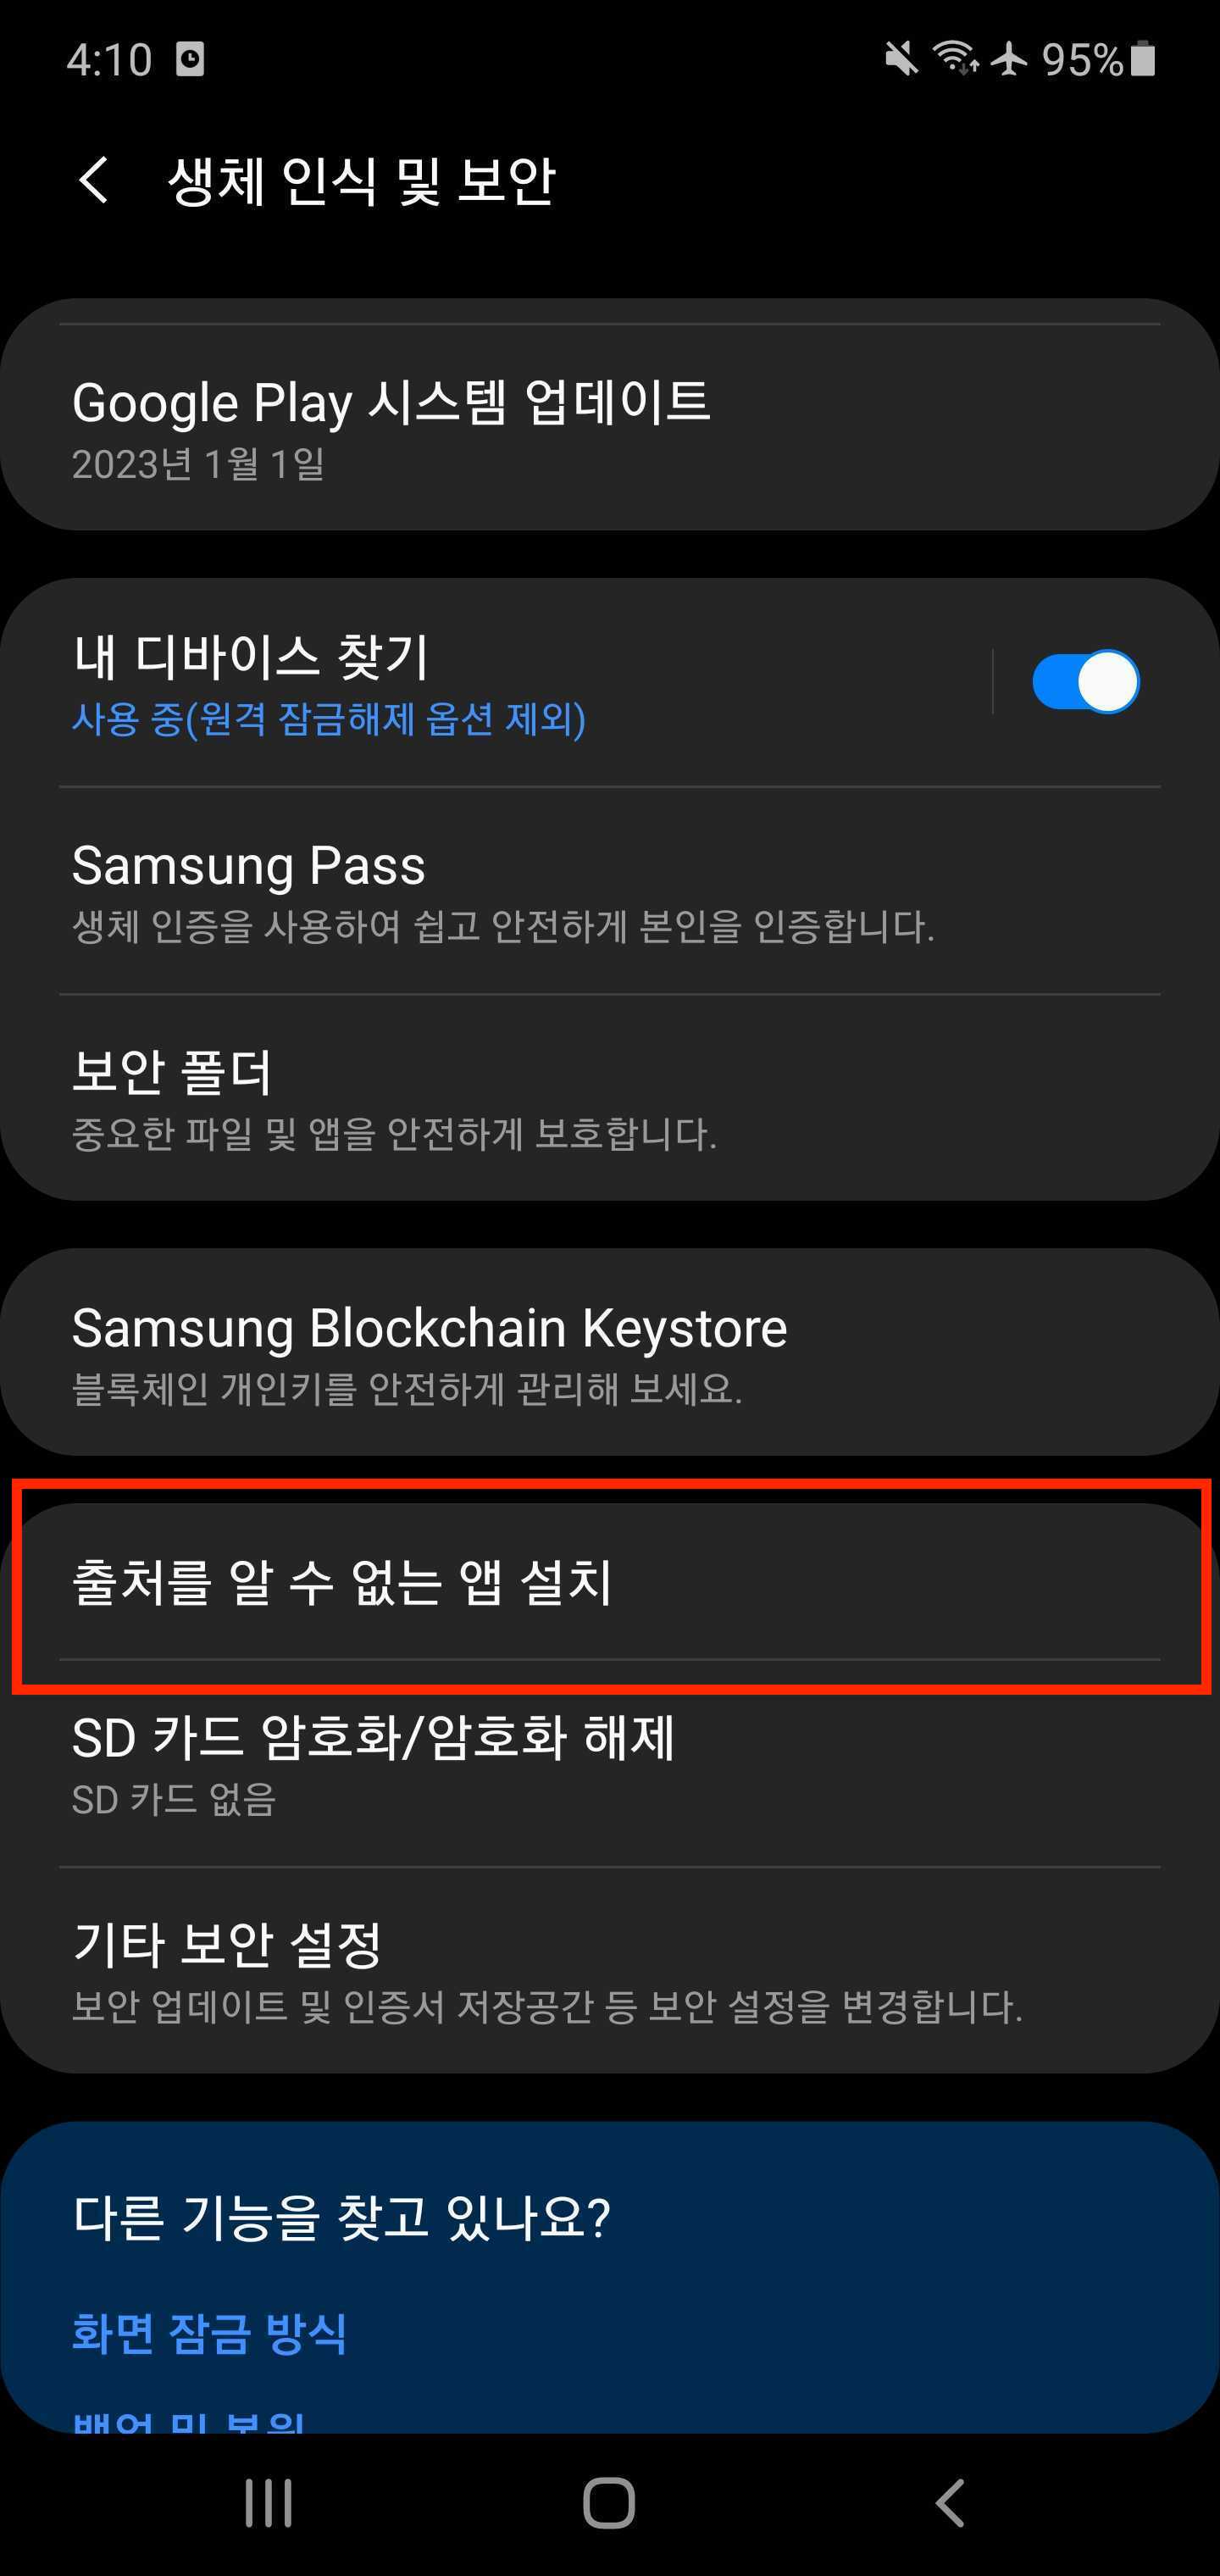 4:10
95%
생체 인식 및 보안
Google Play 시스템 업데이트
2023년 1월 1일
내 디바이스 찾기
사용 중(원격 잠금해제 옵션 제외)
Samsung Pass
생체 인증을 사용하여 쉽고 안전하게 본인을 인증합니다.
보안 폴더
중요한 파일 및 앱을 안전하게 보호합니다.
Samsung Blockchain Keystore
블록체인 개인키를 안전하게 관리해 보세요.
출처를 알 수 없는 앱 설치
SD 카드 암호화/암호화 해제
SD 카드 없음
기타 보안 설정
보안 업데이트 및 인증서 저장공간 등 보안 설정을 변경합니다.
다른 기능을 찾고 있나요?
화면 잠금 방식
백업 및 복원